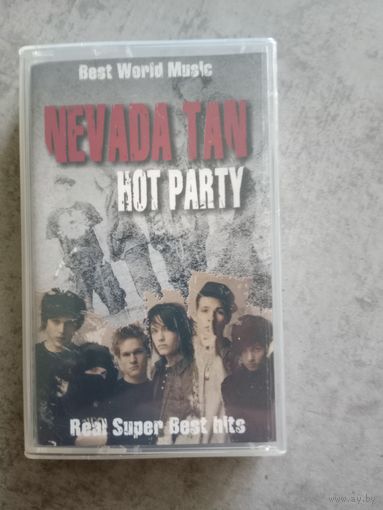 Best World Music
NEVADA TAN
HOT PARTY
Real Super Best hits
www.ay.by